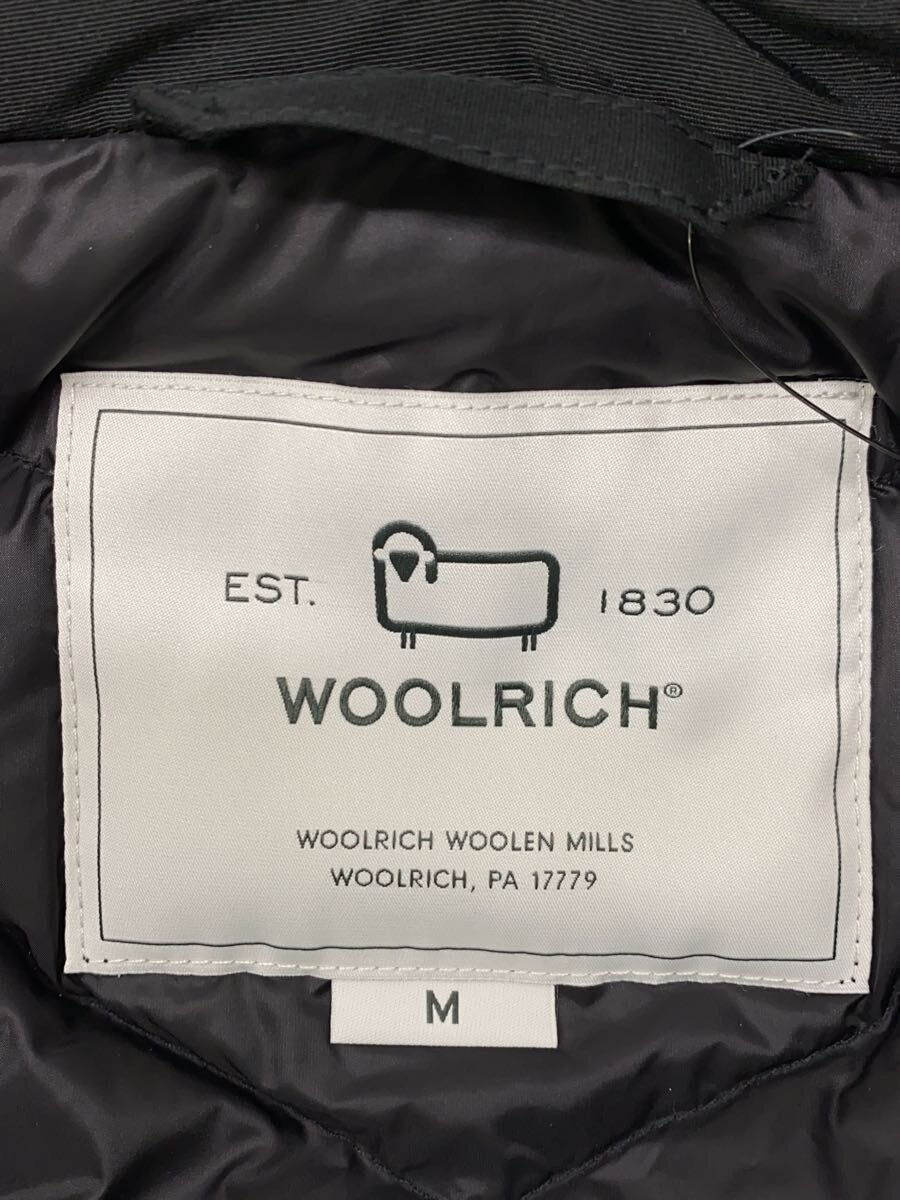 EST. 1830
WOOLRICH®
WOOLRICH WOOLEN MILLS
WOOLRICH, PA 17779
M